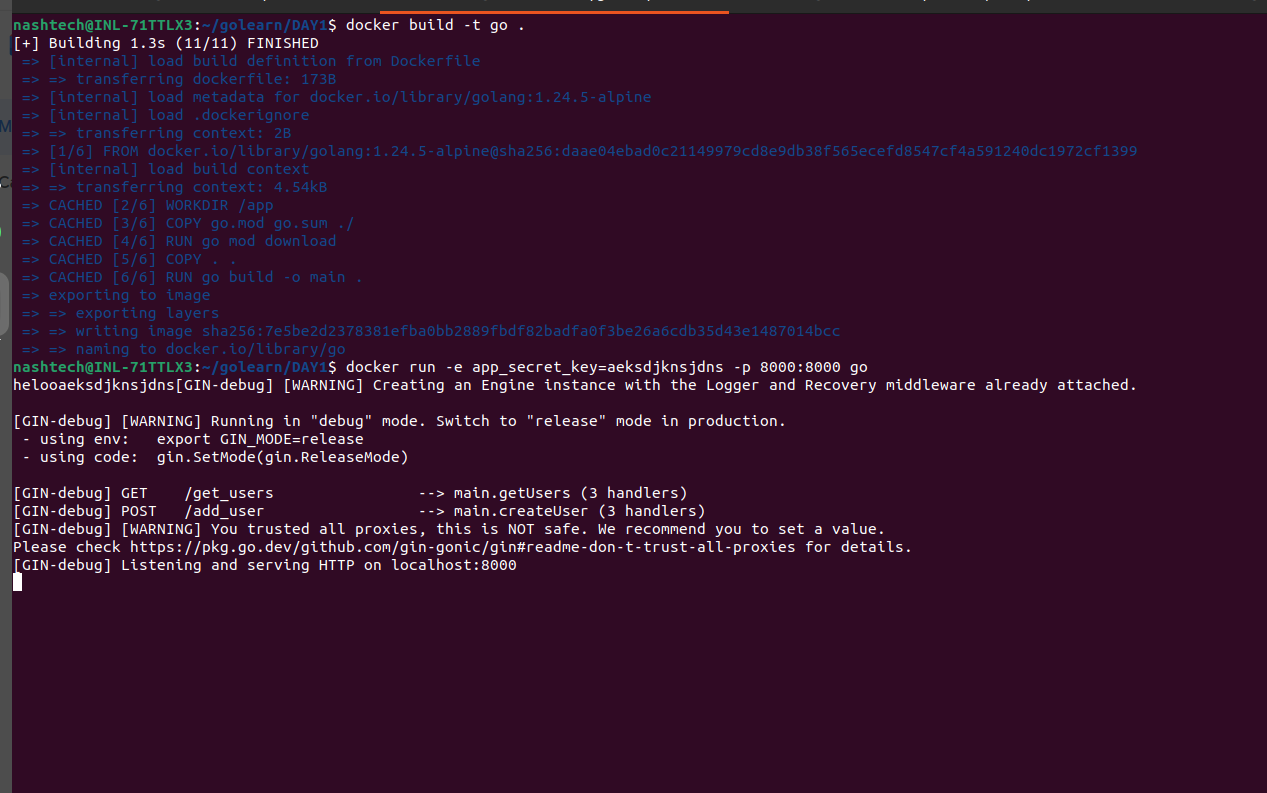 nashtech@INL-71TTLX3:~/golearn/DAY1$ docker build -t go .
[+] Building 1.3s (11/11) FINISHED
=> [internal] load build definition from Dockerfile
=> => transferring dockerfile: 173B
=> [internal] load metadata for docker.io/library/golang:1.24.5-alpine
=> [internal] load .dockerignore
=> => transferring context: 2B
=> [1/6] FROM docker.io/library/golang:1.24.5-alpine@sha256:daae04ebad0c21149979cd8e9db38f565ecefd8547cf4a591240dc1972cf1399
=> [internal] load build context
=> => transferring context: 4.54kB
=> CACHED [2/6] WORKDIR /app
=> CACHED [3/6] COPY go.mod go.sum ./
=> CACHED [4/6] RUN go mod download
=> CACHED [5/6] COPY . .
=> CACHED [6/6] RUN go build -o main .
=> exporting to image
=> => exporting layers
=> => writing image sha256:7e5be2d2378381efba0bb2889fbdf82badfa0f3be26a6cdb35d43e1487014bcc
=> => naming to docker.io/library/go
nashtech@INL-71TTLX3:~/golearn/DAY1$ docker run -e app_secret_key=aeksdjknsjdns -p 8000:8000 go
helooaeksdjknsjdns[GIN-debug] [WARNING] Creating an Engine instance with the Logger and Recovery middleware already attached.
[GIN-debug] [WARNING] Running in "debug" mode. Switch to "release" mode in production.
- using env:   export GIN_MODE=release
- using code:  gin.SetMode(gin.ReleaseMode)
[GIN-debug] GET    /get_users                --> main.getUsers (3 handlers)
[GIN-debug] POST   /add_user                 --> main.createUser (3 handlers)
[GIN-debug] [WARNING] You trusted all proxies, this is NOT safe. We recommend you to set a value.
Please check https://pkg.go.dev/github.com/gin-gonic/gin#readme-don-t-trust-all-proxies for details.
[GIN-debug] Listening and serving HTTP on localhost:8000